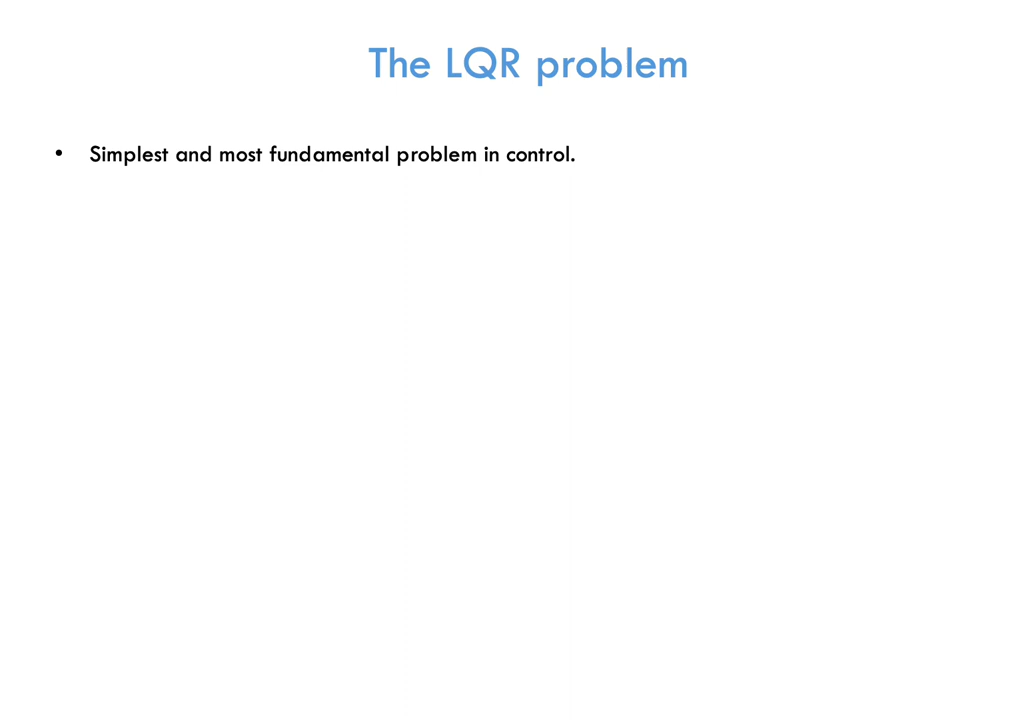 The LQR problem
• Simplest and most fundamental problem in control.